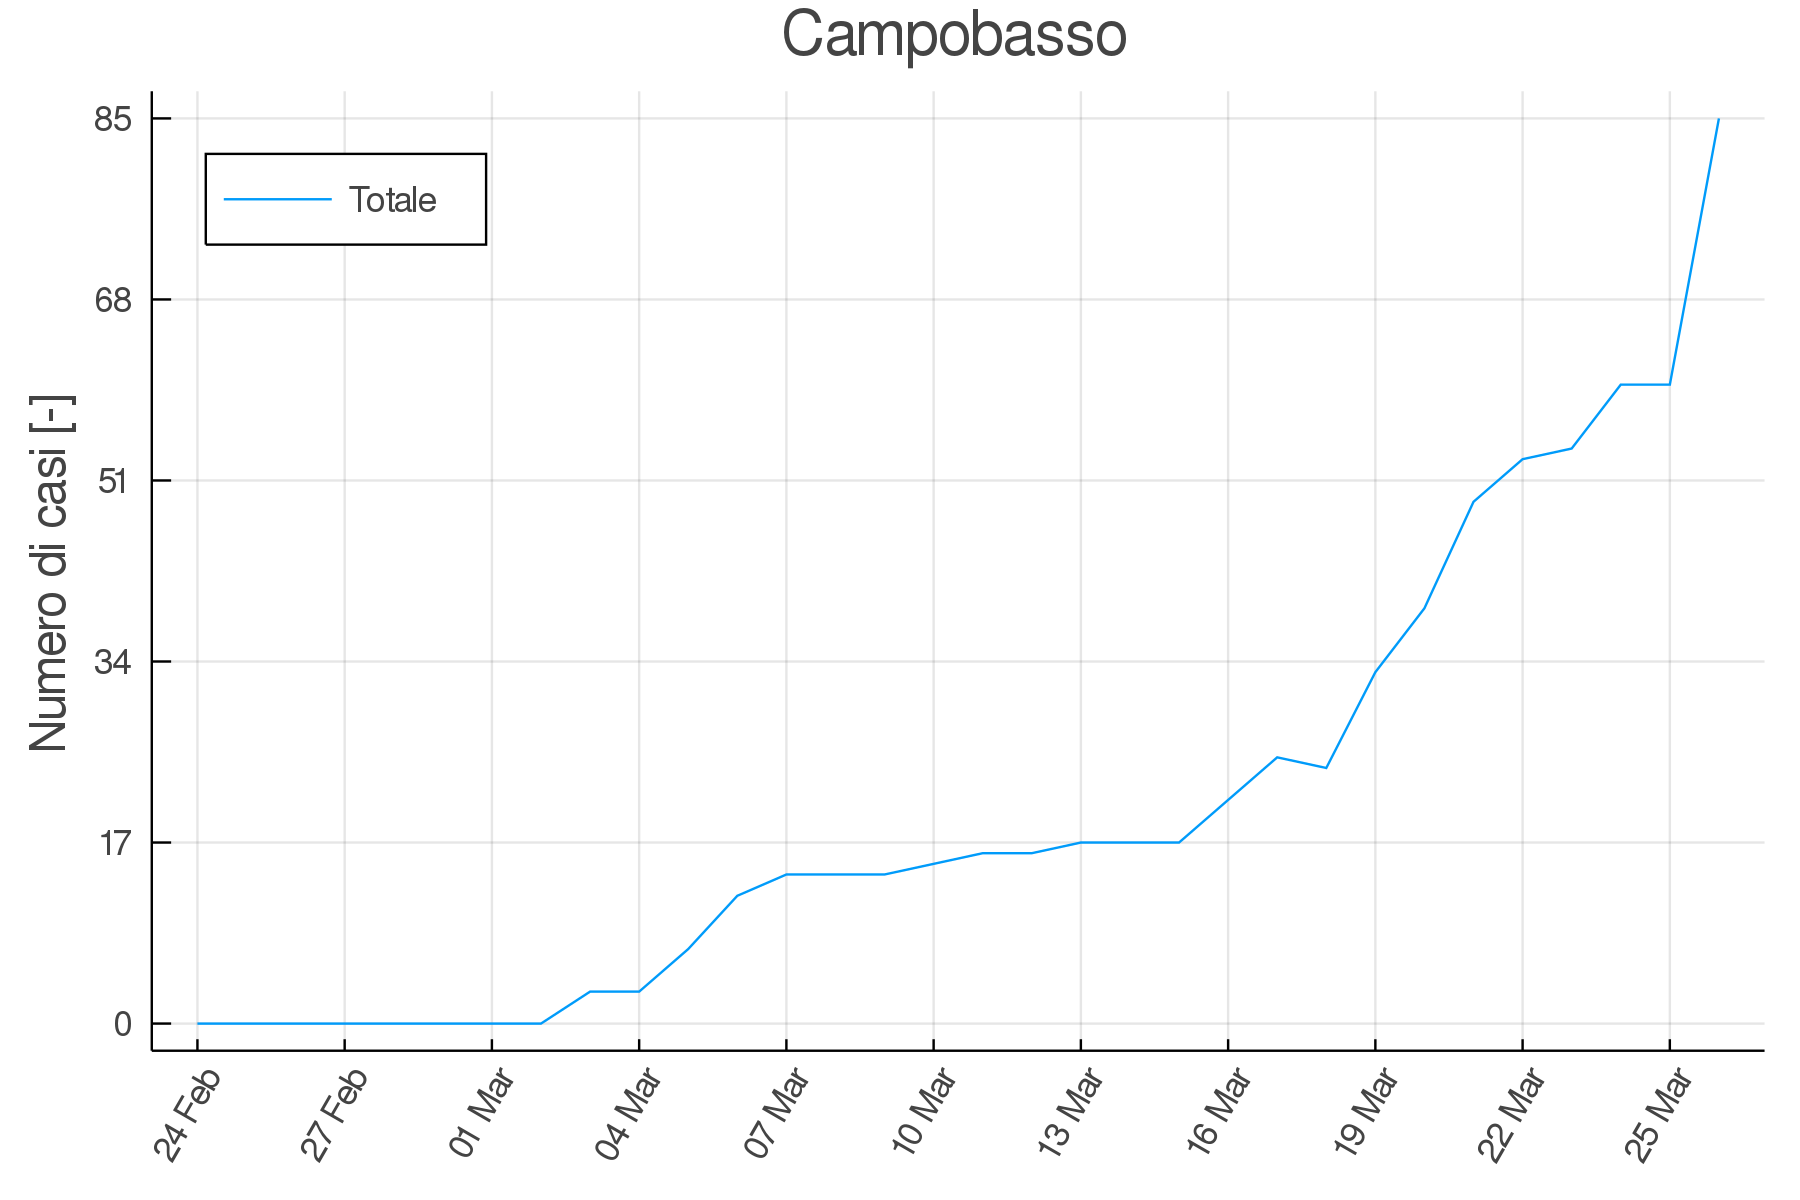 Campobasso
Numero di casi [-]
85
68
51
34
17
0
Totale
24 Feb
27 Feb
01 Mar
04 Mar
07 Mar
10 Mar
13 Mar
16 Mar
19 Mar
22 Mar
25 Mar